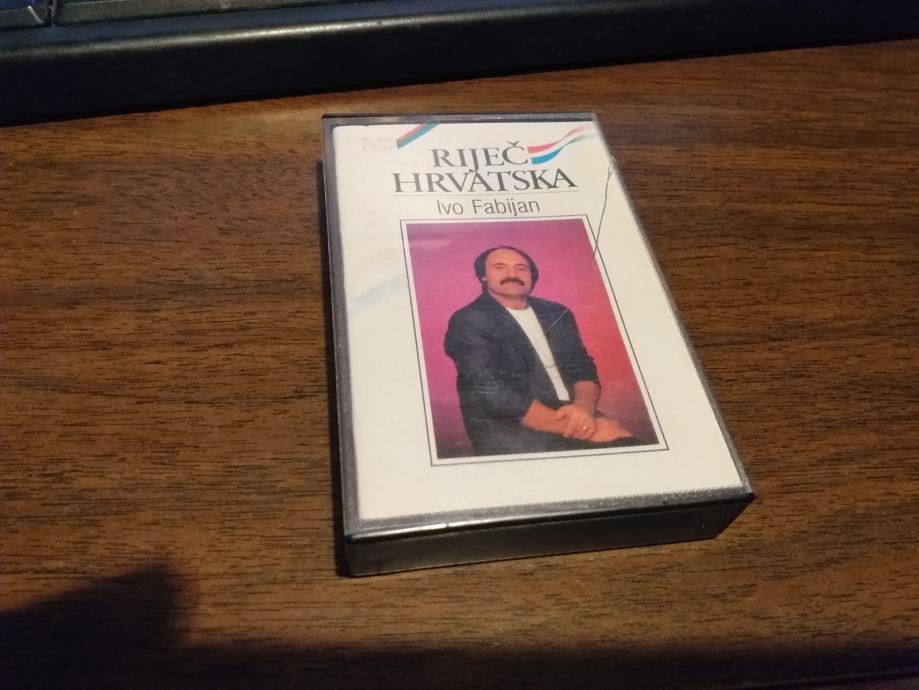 RIJEČ
HRVATSKA
Ivo Fabijan